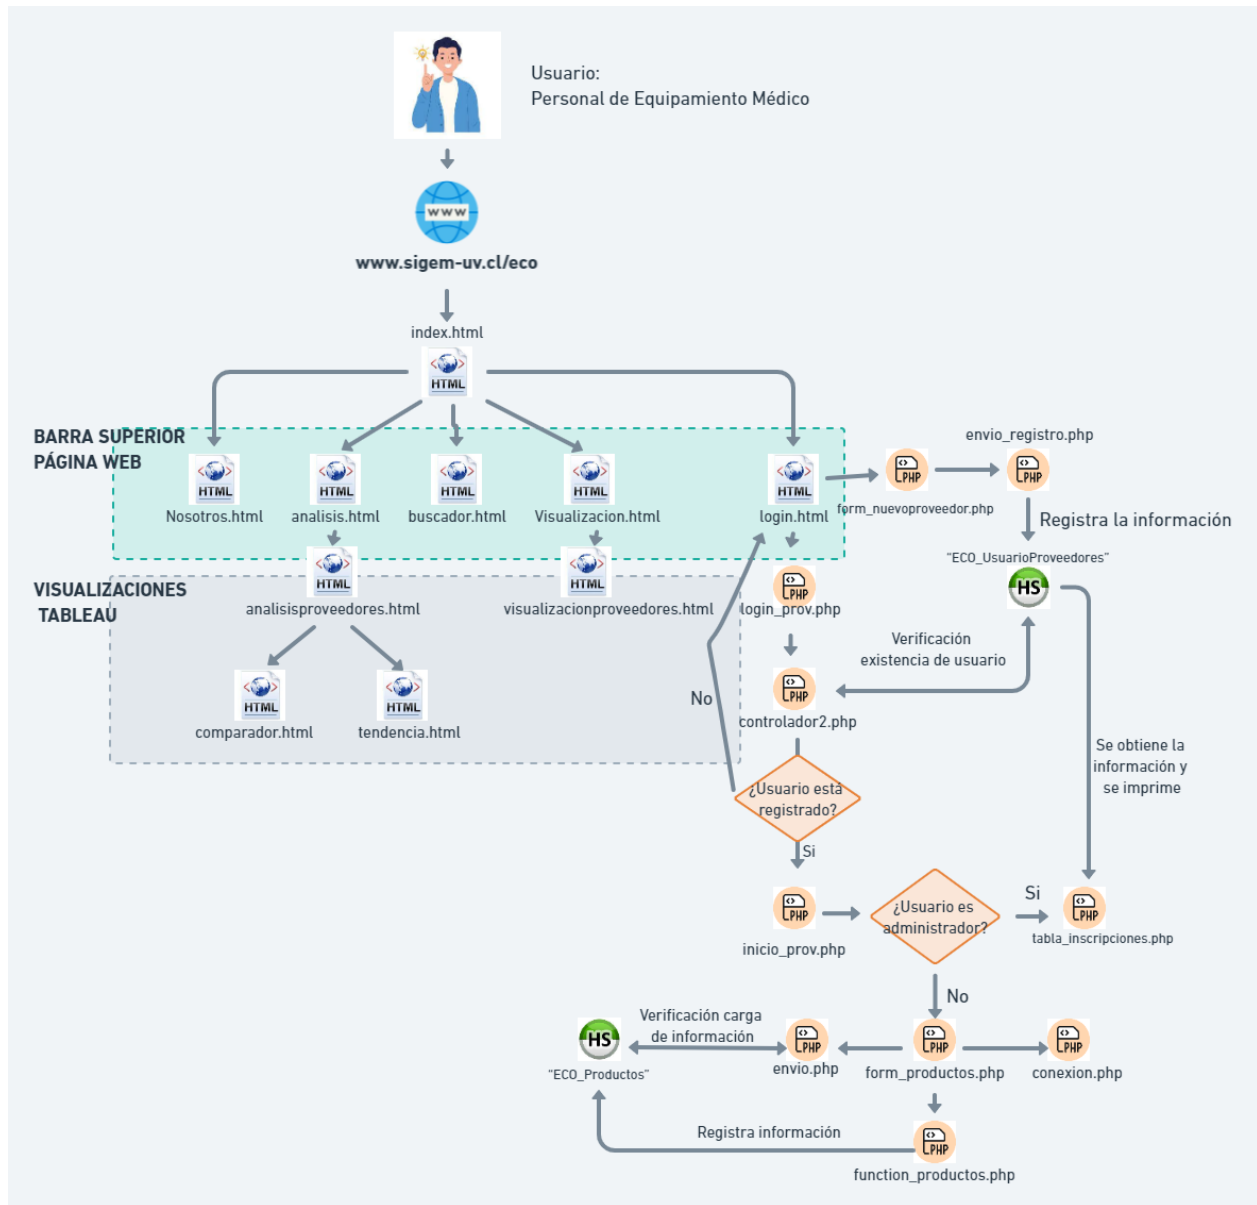 Usuario:
Personal de Equipamiento Médico
www
www.sigem-uv.cl/eco
index.html
HTML
BARRA SUPERIOR
PÁGINA WEB
HTML
Nosotros.html
HTML
analisis.html
HTML
buscador.html
HTML
Visualizacion.html
HTML
login.html
PHP
form_nuevoproveedor.php
envio_registro.php
PHP
Registra la información
"ECO_UsuarioProveedores"
HS
VISUALIZACIONES
TABLEAU
HTML
analisisproveedores.html
HTML
visualizacionproveedores.html
HTML
comparador.html
HTML
tendencia.html
PHP
login_prov.php
Verificación
existencia de usuario
PHP
controlador2.php
No
¿Usuario está
registrado?
Si
Se obtiene la
información y
se imprime
PHP
inicio_prov.php
¿Usuario es
administrador?
Si
PHP
tabla_inscripciones.php
No
HS
"ECO_Productos"
Verificación carga
de información
PHP
envio.php
PHP
form_productos.php
PHP
conexion.php
Registra información
PHP
function_productos.php